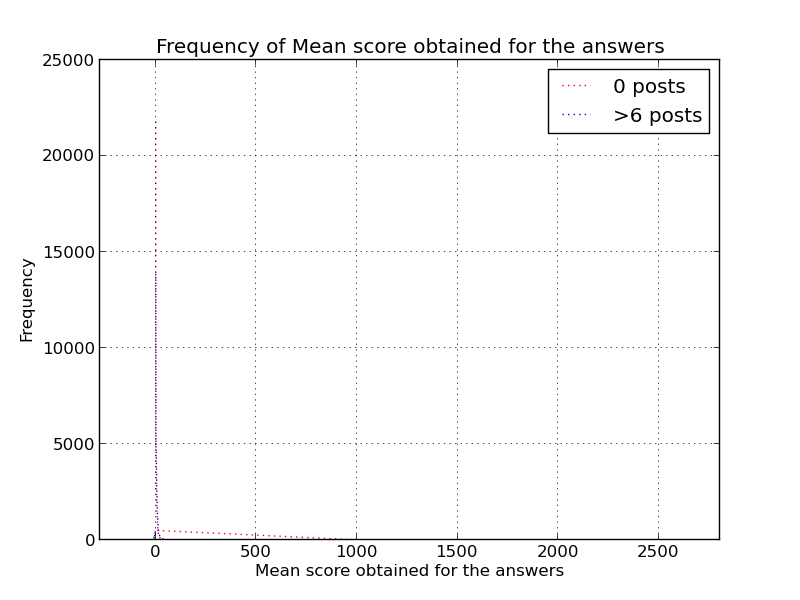 Frequency of Mean score obtained for the answers
25000
20000
15000
10000
5000
0
Frequency
0 posts
>6 posts
0 500 1000 1500 2000 2500
Mean score obtained for the answers